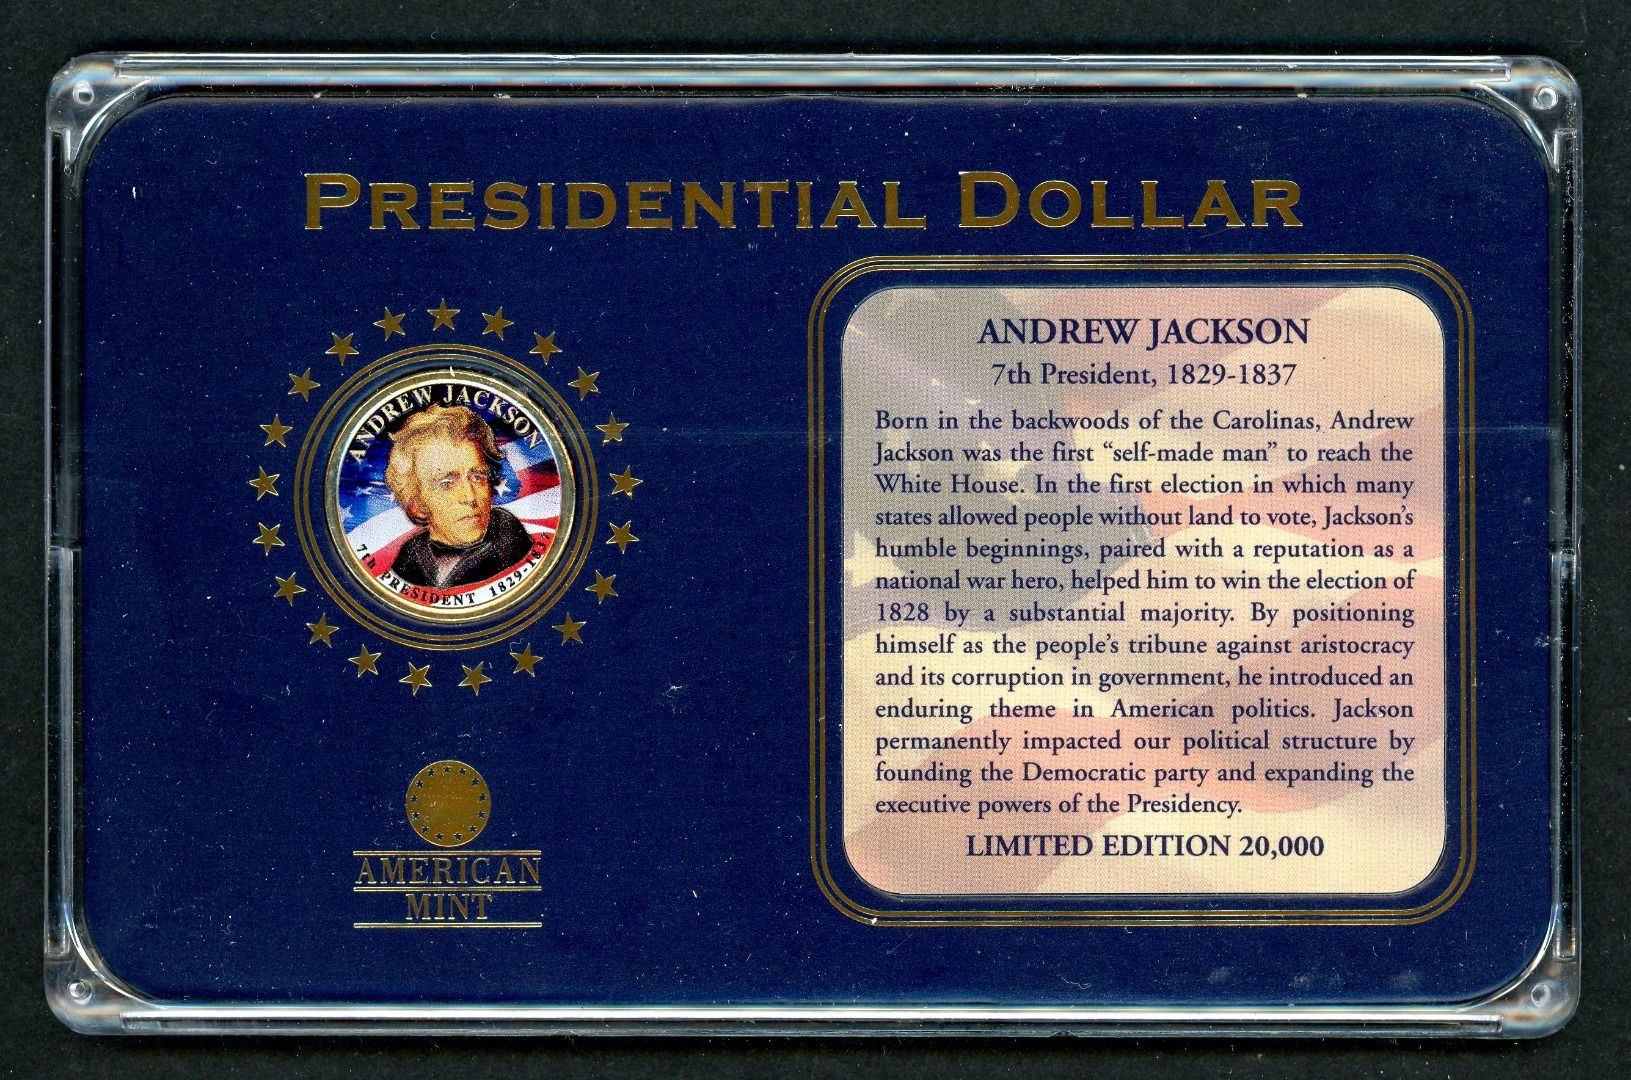 PRESIDENTIAL DOLLAR
ANDREW JACKSON
7th PRESIDENT 1829-1837
AMERICAN
MINT
ANDREW JACKSON
7th President, 1829-1837
Born in the backwoods of the Carolinas, Andrew
Jackson was the first “self-made man” to reach the
White House. In the first election in which many
states allowed people without land to vote, Jackson’s
humble beginnings, paired with a reputation as a
national war hero, helped him to win the election of
1828 by a substantial majority. By positioning
himself as the people’s tribune against aristocracy
and its corruption in government, he introduced an
enduring theme in American politics. Jackson
permanently impacted our political structure by
founding the Democratic party and expanding the
executive powers of the Presidency.
LIMITED EDITION 20,000